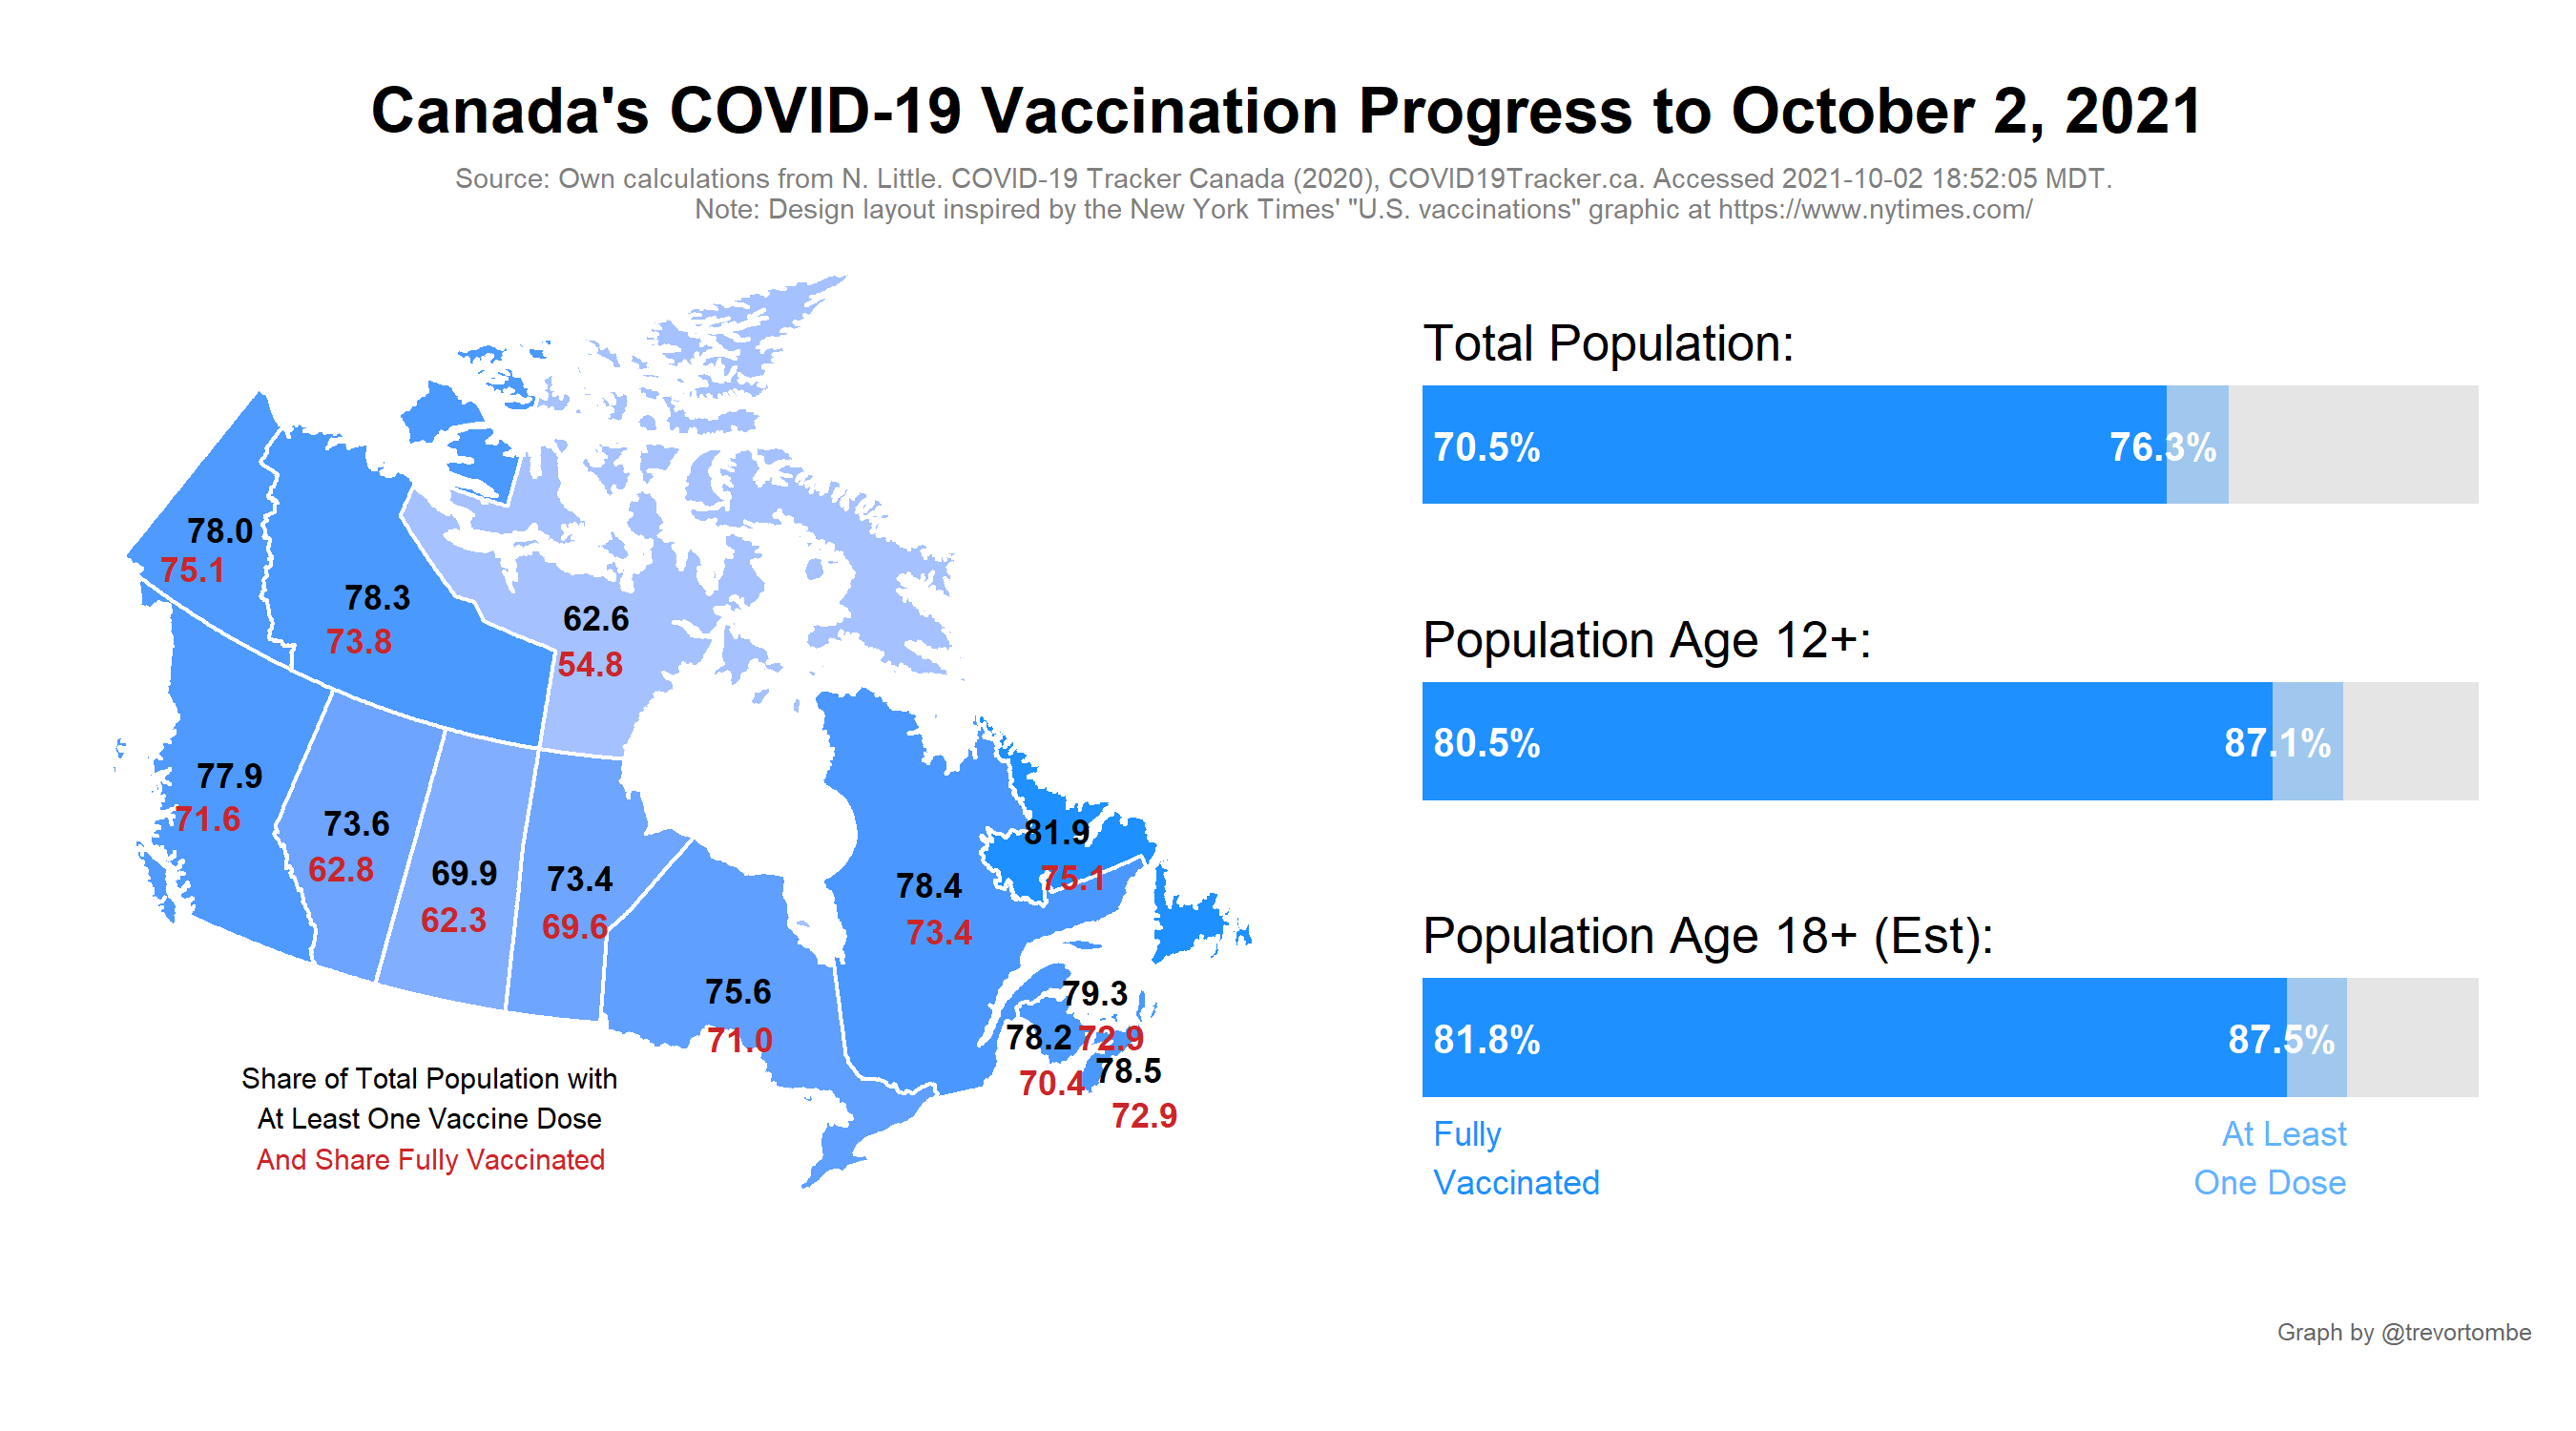 Canada's COVID-19 Vaccination Progress to October 2, 2021
Source: Own calculations from N. Little. COVID-19 Tracker Canada (2020), COVID19Tracker.ca. Accessed 2021-10-02 18:52:05 MDT.
Note: Design layout inspired by the New York Times' "U.S. vaccinations" graphic at https://www.nytimes.com/
78.0
75.1
78.3
73.8
62.6
54.8
77.9
71.6
73.6
62.8
69.9
62.3
73.4
69.6
75.6
71.0
78.4
73.4
81.9
75.1
79.3
72.9
78.2
70.4
78.5
72.9
Share of Total Population with
At Least One Vaccine Dose
And Share Fully Vaccinated
Total Population:
70.5% 76.3%
Population Age 12+:
80.5% 87.1%
Population Age 18+ (Est):
81.8% 87.5%
Fully
Vaccinated
At Least
One Dose
Graph by @trevortombe